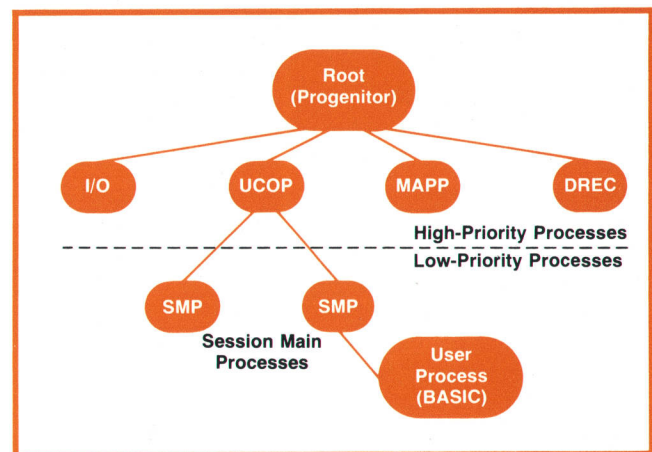 Root
(Progenitor)
I/O
UCOP
MAPP
DREC
High-Priority Processes
Low-Priority Processes
SMP
SMP
Session Main
Processes
User
Process
(BASIC)